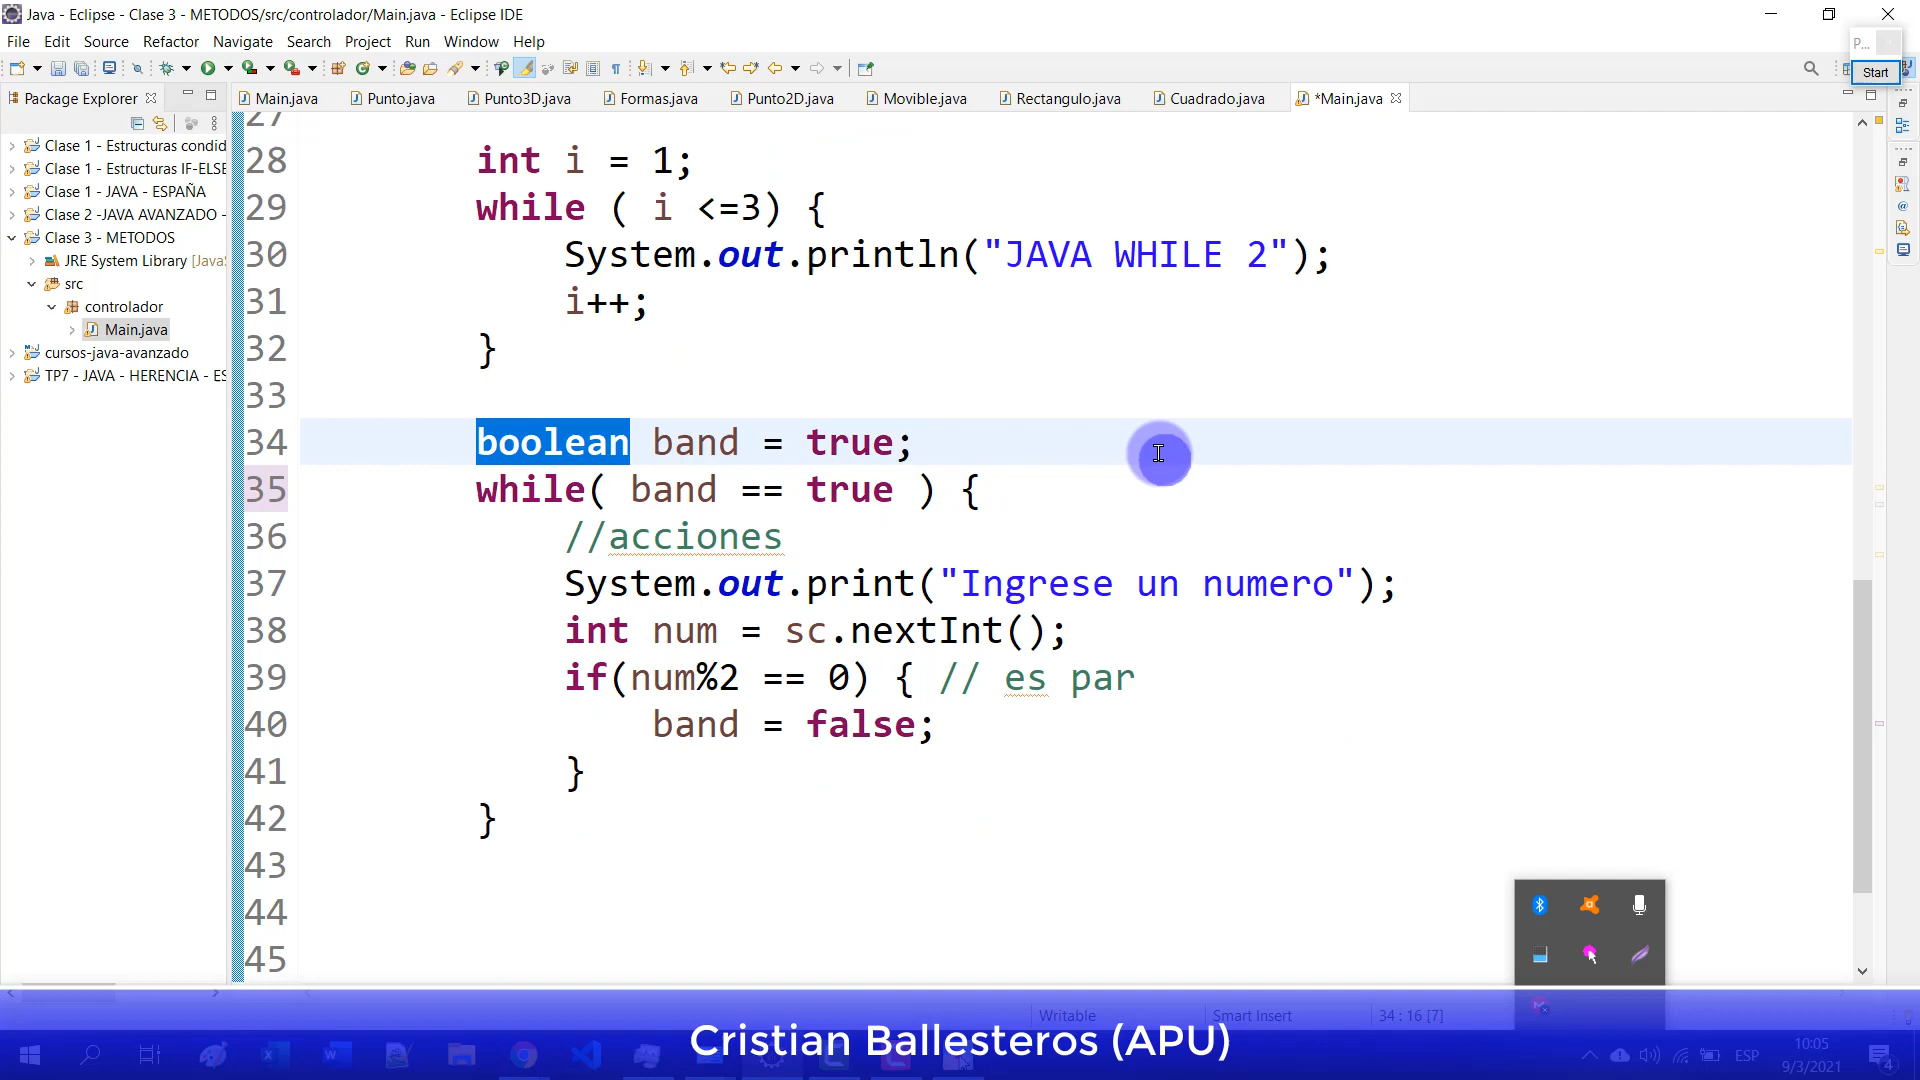 Java - Eclipse - Clase 3 - METODOS/src/controlador/Main.java - Eclipse IDE
File Edit Source Refactor Navigate Search Project Run Window Help
P...
Start
Package Explorer
Main.java Punto.java Punto3D.java Formas.java Punto2D.java Movible.java Rectangulo.java Cuadrado.java *Main.java
Clase 1 - Estructuras condid
Clase 1 - Estructuras IF-ELSE
Clase 1 - JAVA - ESPAÑA
Clase 2 -JAVA AVANZADO -
Clase 3 - METODOS
JRE System Library [Java
src
controlador
Main.java
cursos-java-avanzado
TP7 - JAVA - HERENCIA - ES
27
28 int i = 1;
29 while ( i <=3) {
30 System.out.println("JAVA WHILE 2");
31 i++;
32 }
33
34 boolean band = true;
35 while( band == true ) {
36 //acciones
37 System.out.print("Ingrese un numero");
38 int num = sc.nextInt();
39 if(num%2 == 0) { // es par
40 band = false;
41 }
42 }
43
44
45
Writable Smart Insert 34 : 16 [7]
Cristian Ballesteros (APU)
ESP
10:05
9/3/2021
4